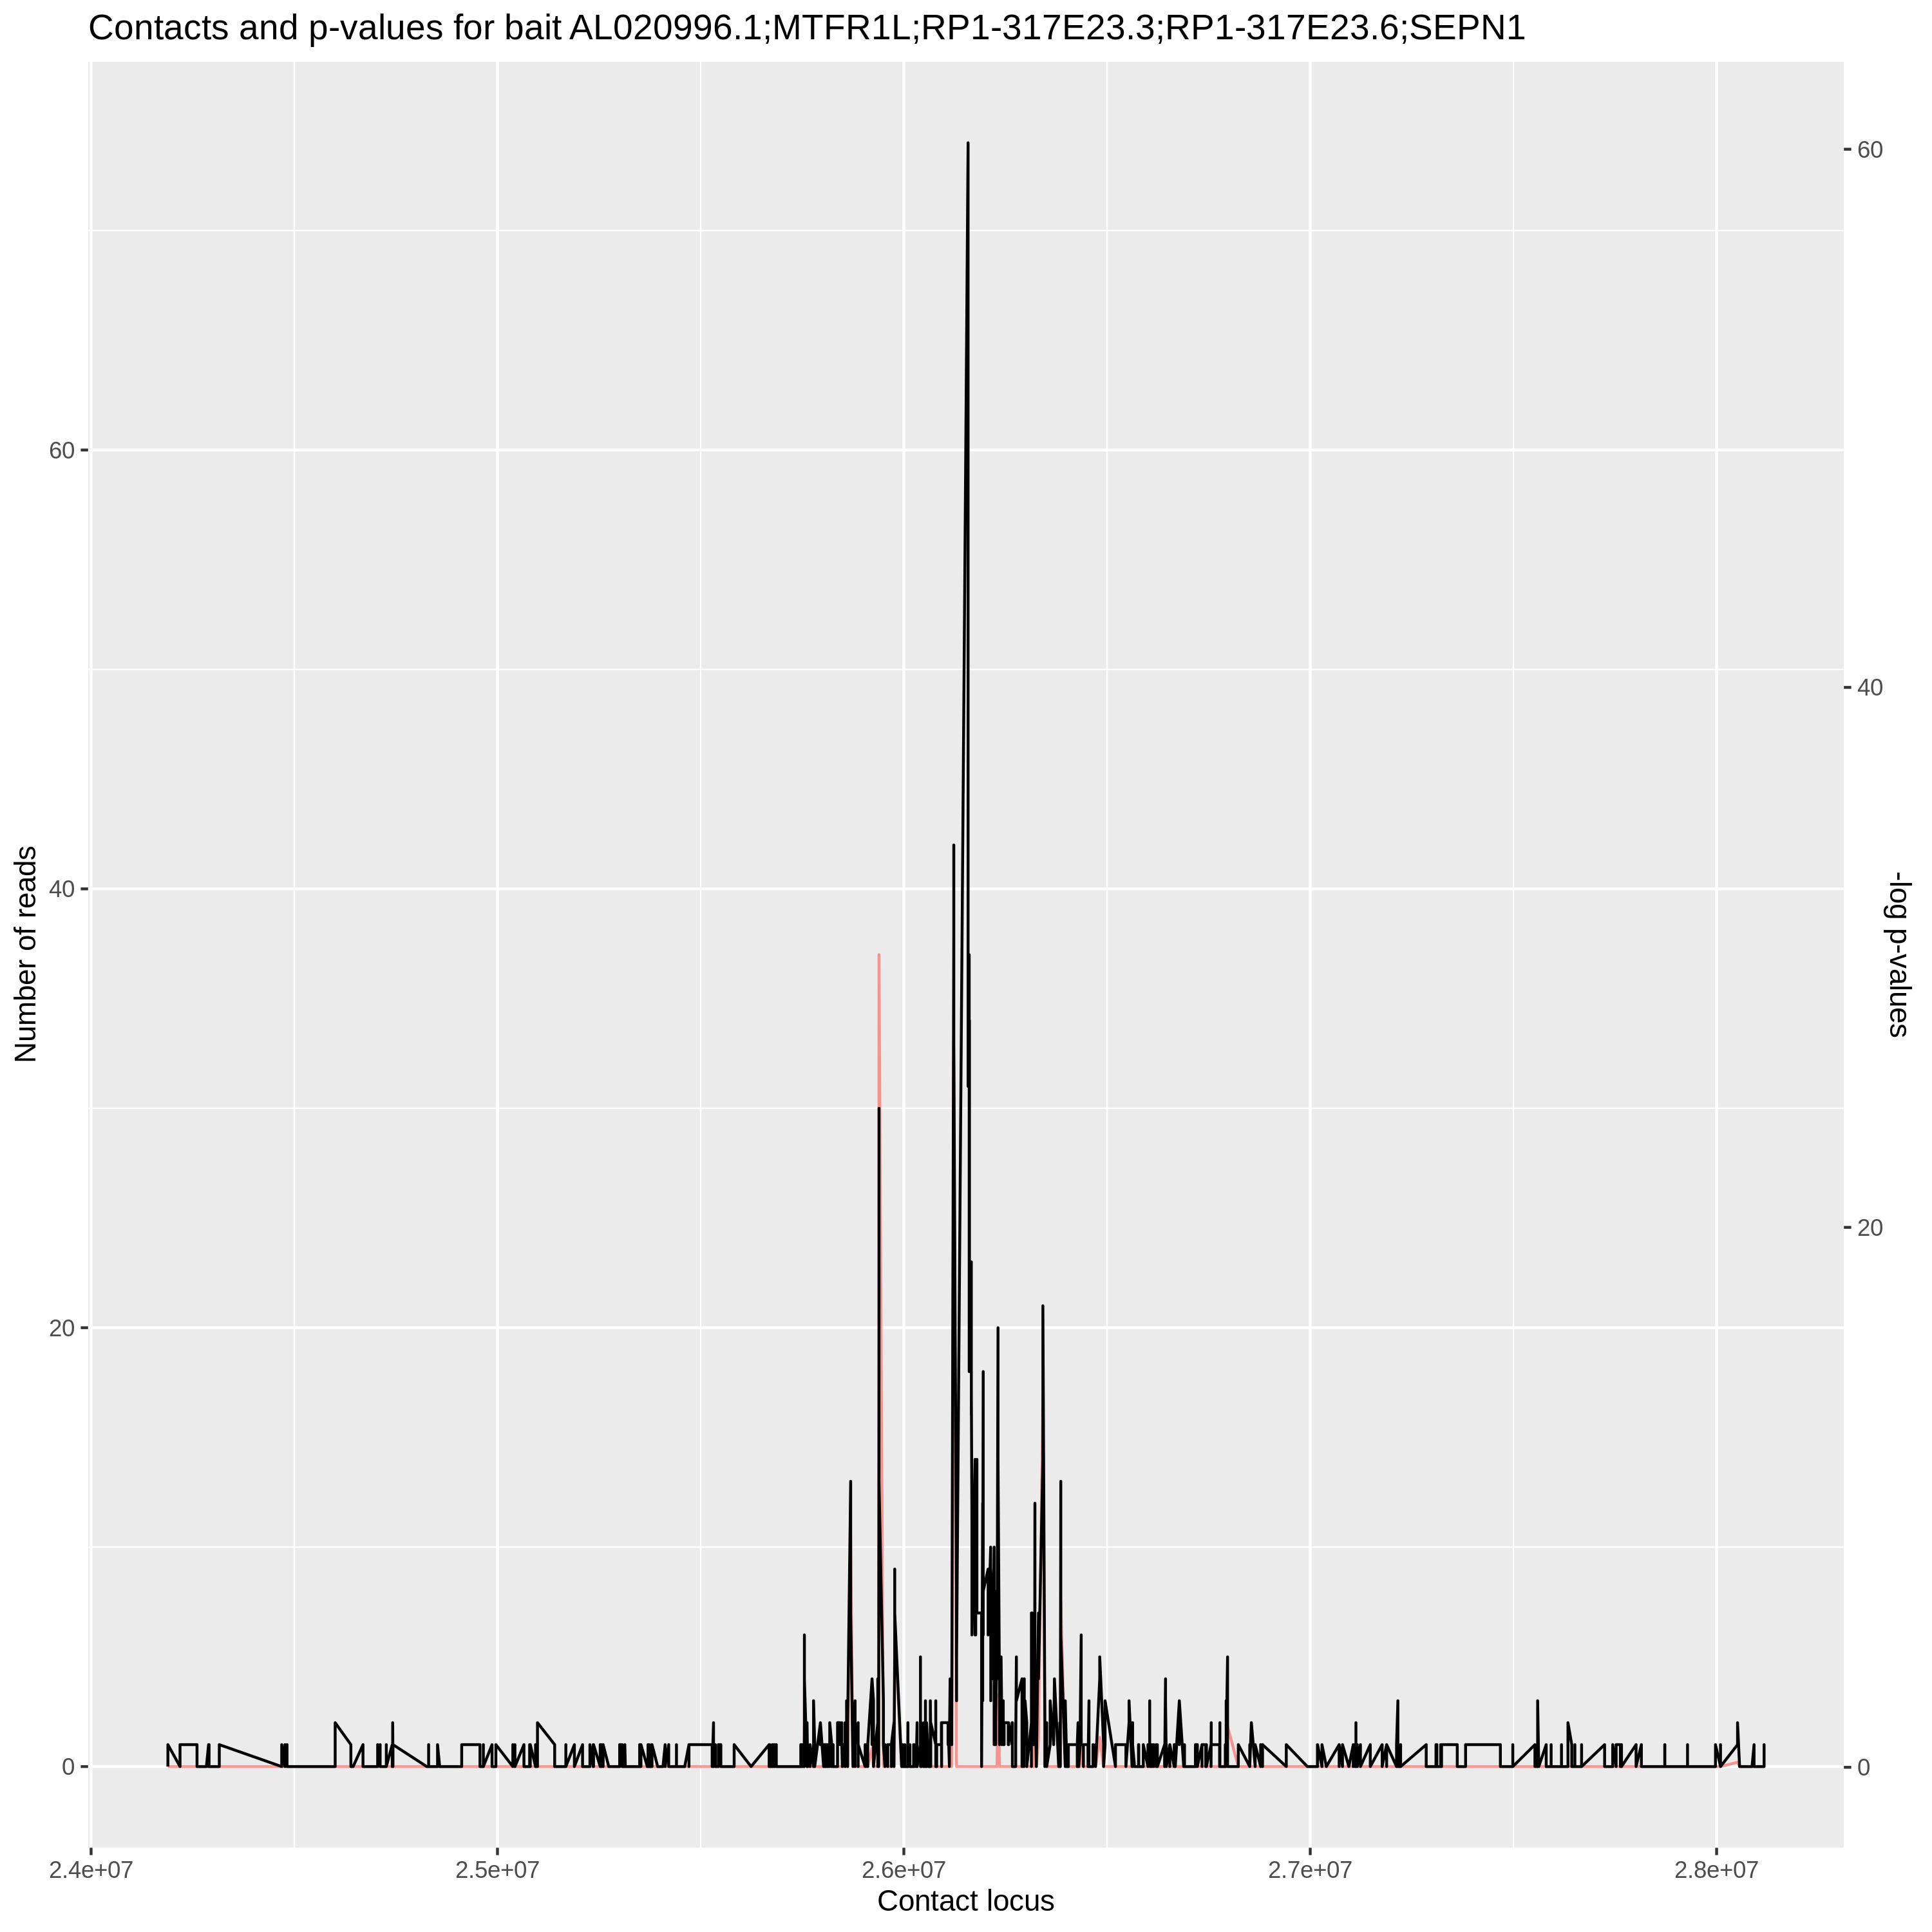 Contacts and p-values for bait AL020996.1;MTFR1L;RP1-317E23.3;RP1-317E23.6;SEPN1
60
40
20
0
Number of reads
60
40
20
0
-log p-values
2.4e+07 2.5e+07 2.6e+07 2.7e+07 2.8e+07
Contact locus